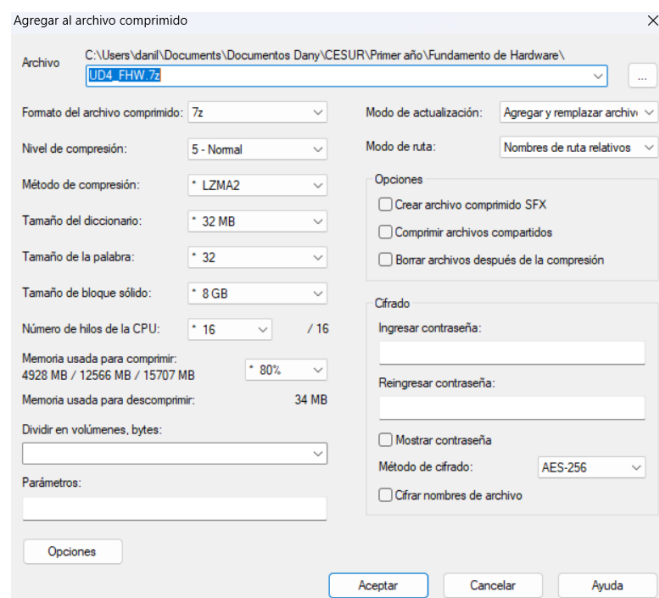 Agregar al archivo comprimido
Archivo
C:\Users\danil\Documents\Documentos Dany\CESUR\Primer año\Fundamento de Hardware\
UD4_FHW.7z
...
Formato del archivo comprimido: 7z
Nivel de compresión: 5 - Normal
Método de compresión: * LZMA2
Tamaño del diccionario: * 32 MB
Tamaño de la palabra: * 32
Tamaño de bloque sólido: * 8 GB
Número de hilos de la CPU: * 16 / 16
Memoria usada para comprimir:
4928 MB / 12566 MB / 15707 MB * 80%
Memoria usada para descomprimir: 34 MB
Dividir en volúmenes, bytes:
Parámetros:
Opciones
Modo de actualización: Agregar y remplazar archiv
Modo de ruta: Nombres de ruta relativos
Opciones
Crear archivo comprimido SFX
Comprimir archivos compartidos
Borrar archivos después de la compresión
Cifrado
Ingresar contraseña:
Reingresar contraseña:
Mostrar contraseña
Método de cifrado: AES-256
Cifrar nombres de archivo
Aceptar Cancelar Ayuda